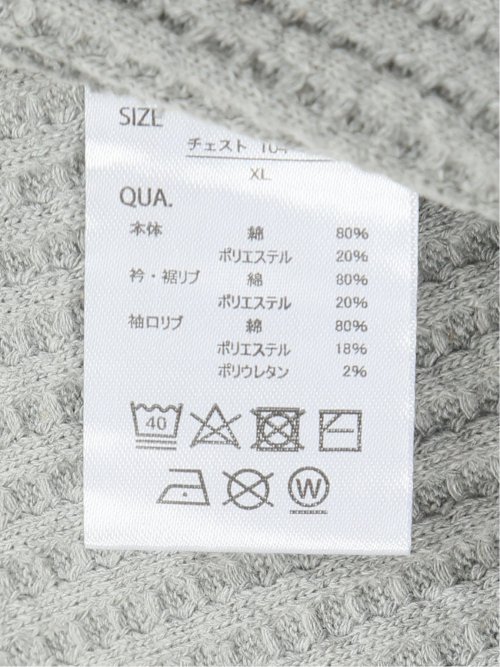 SIZE
チェスト 104
XL
QUA.
本体 綿 80%
ポリエステル 20%
衿・裾リブ 綿 80%
ポリエステル 20%
袖口リブ 綿 80%
ポリエステル 18%
ポリウレタン 2%
40
W